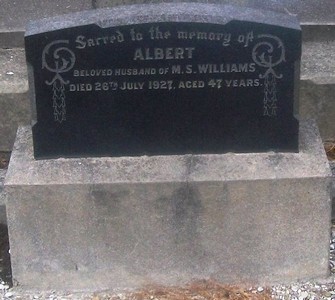 Sacred to the memory of
ALBERT
BELOVED HUSBAND OF M.S. WILLIAMS
DIED 26TH JULY 1927, AGED 47 YEARS.